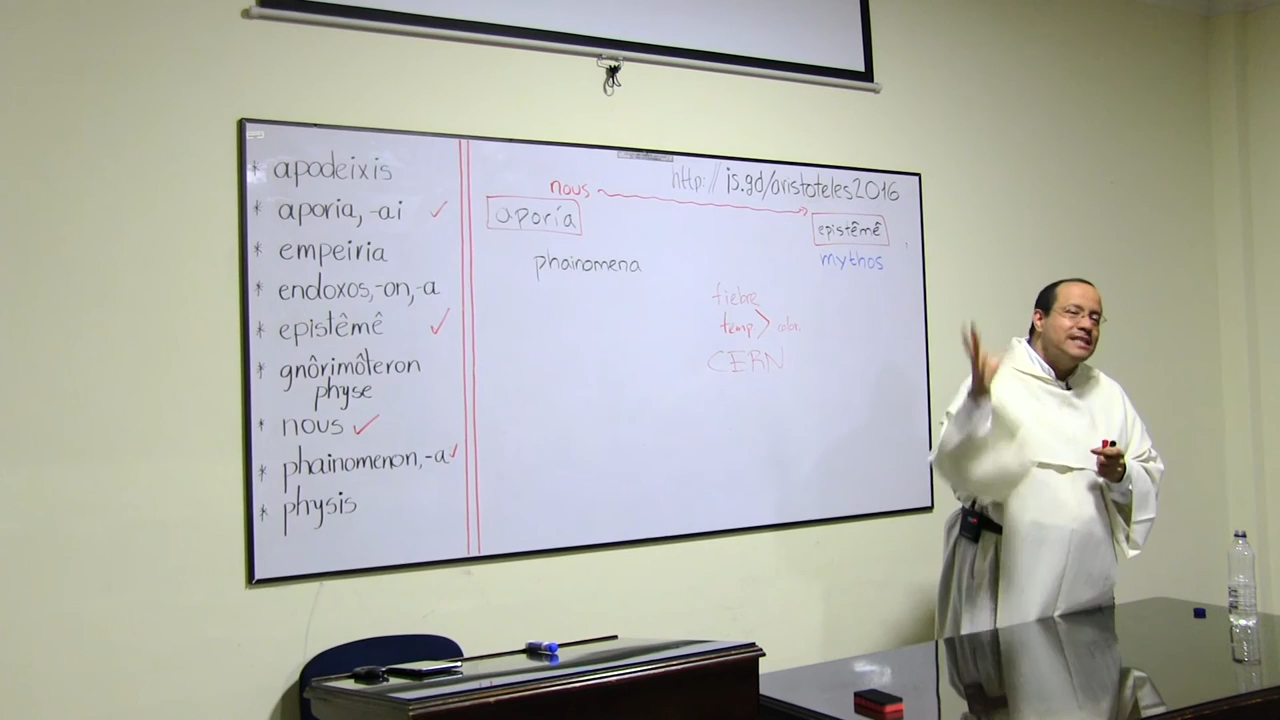 * apodeixis
* aporia, -ai ✓
* empeiria
* endoxos,-on,-a
* epistêmê ✓
* gnôrimôteron
physe
* nous ✓
* phainomenon,-a ✓
* physis
http://is.gd/aristoteles2016
nous
aporía
epistêmê
phainomena
mythos
fiebre
temp. color.
CERN